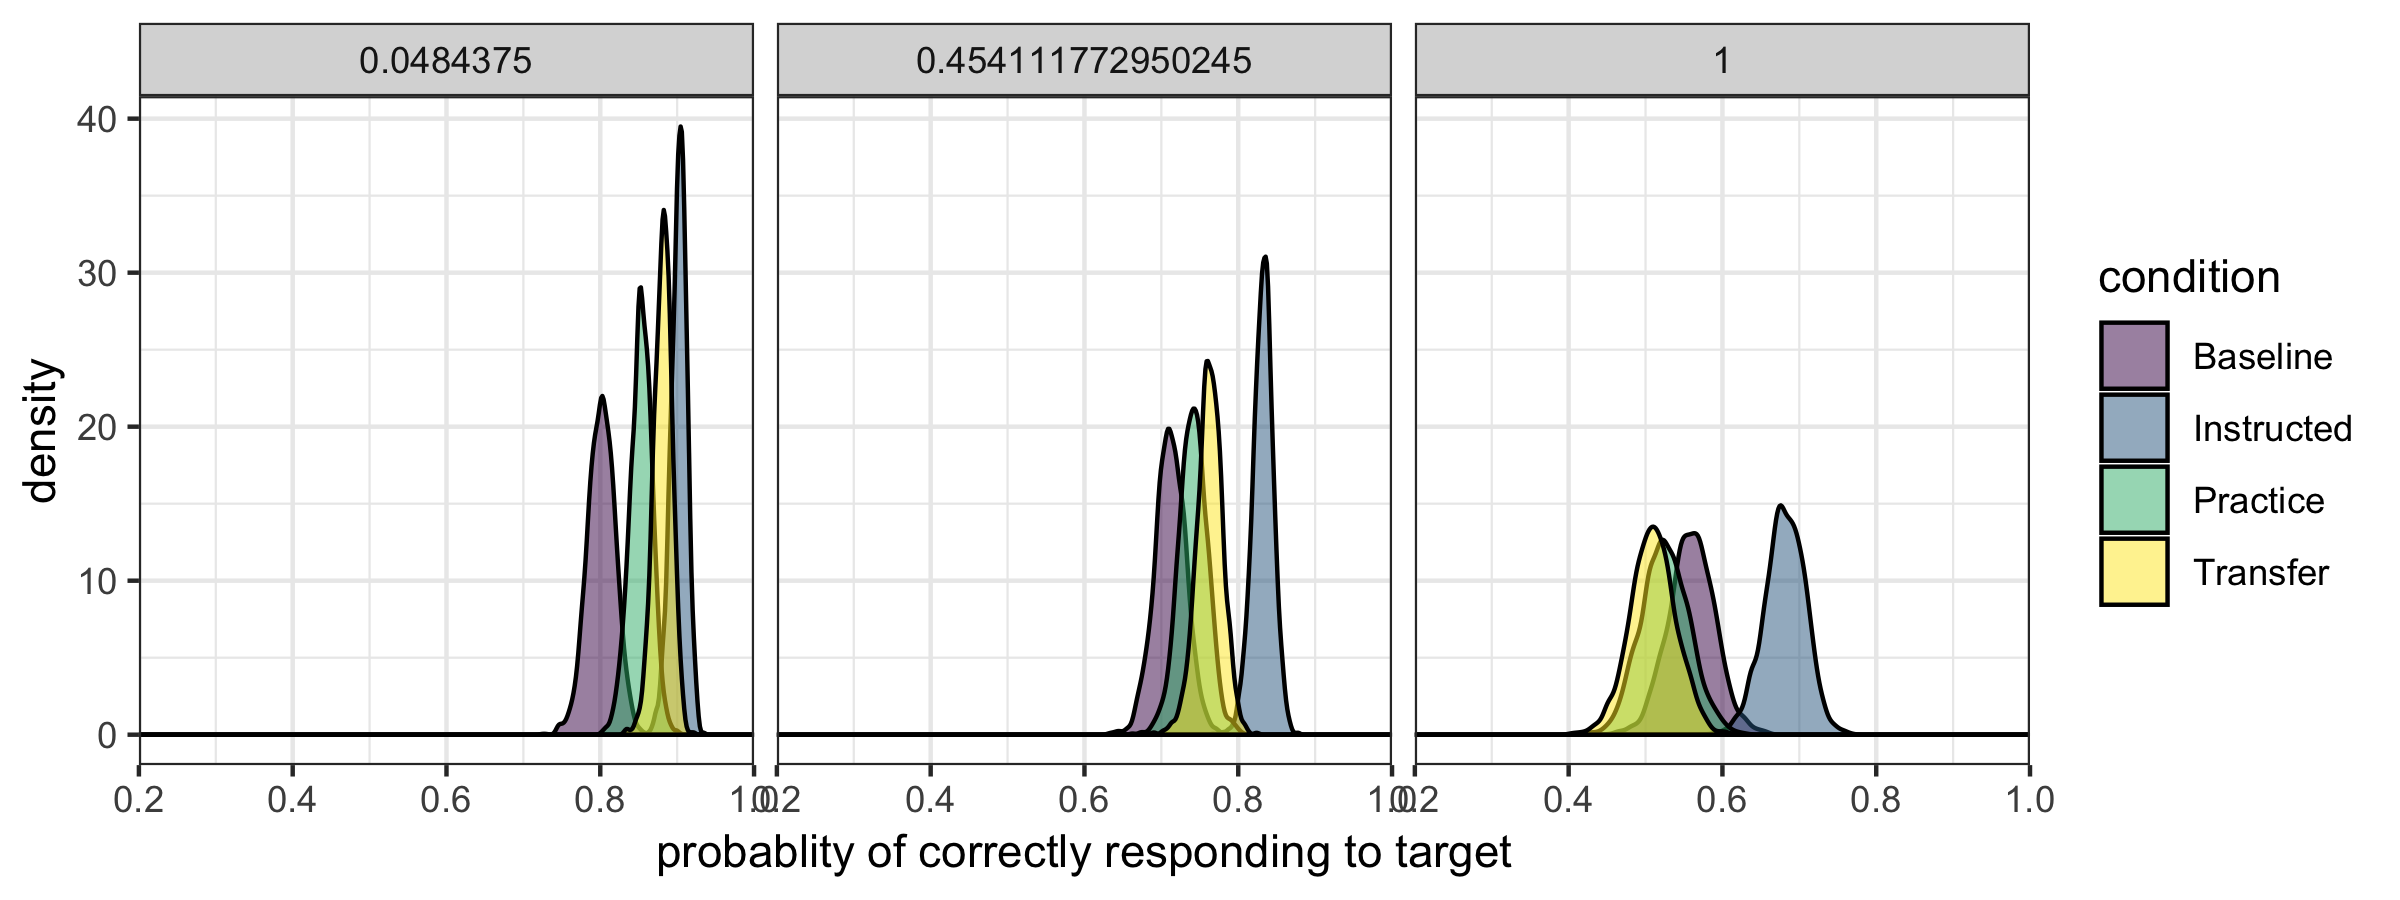 0.0484375
0.454111772950245
1
40
30
20
10
0
density
0.2 0.4 0.6 0.8 1.0
0.2 0.4 0.6 0.8 1.0
0.2 0.4 0.6 0.8 1.0
probablity of correctly responding to target
condition
Baseline
Instructed
Practice
Transfer